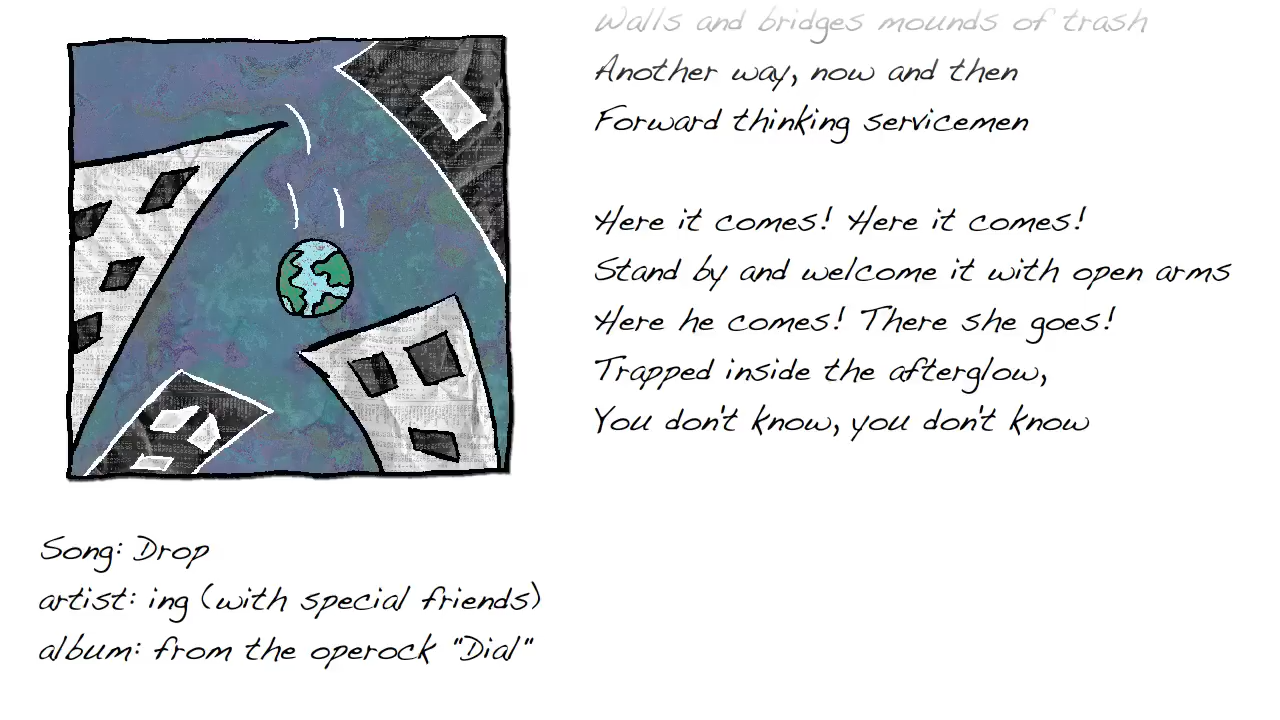 Walls and bridges mounds of trash
Another way, now and then
Forward thinking servicemen
Here it comes! Here it comes!
Stand by and welcome it with open arms
Here he comes! There she goes!
Trapped inside the afterglow,
You don't know, you don't know
Song: Drop
artist: ing (with special friends)
album: from the operock "Dial"